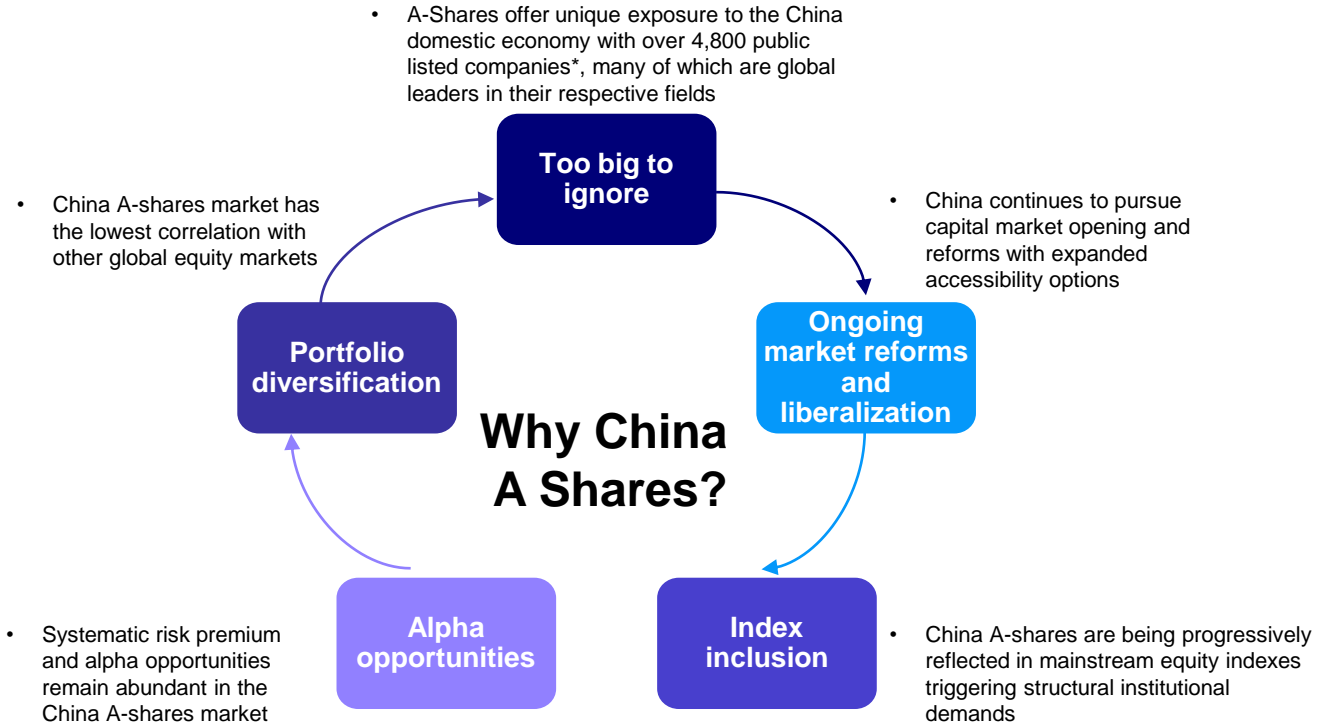 • A-Shares offer unique exposure to the China
domestic economy with over 4,800 public
listed companies*, many of which are global
leaders in their respective fields
Too big to
ignore
• China A-shares market has
the lowest correlation with
other global equity markets
• China continues to pursue
capital market opening and
reforms with expanded
accessibility options
Portfolio
diversification
Ongoing
market reforms
and
liberalization
Why China
A Shares?
• Systematic risk premium
and alpha opportunities
remain abundant in the
China A-shares market
Alpha
opportunities
Index
inclusion
• China A-shares are being progressively
reflected in mainstream equity indexes
triggering structural institutional
demands